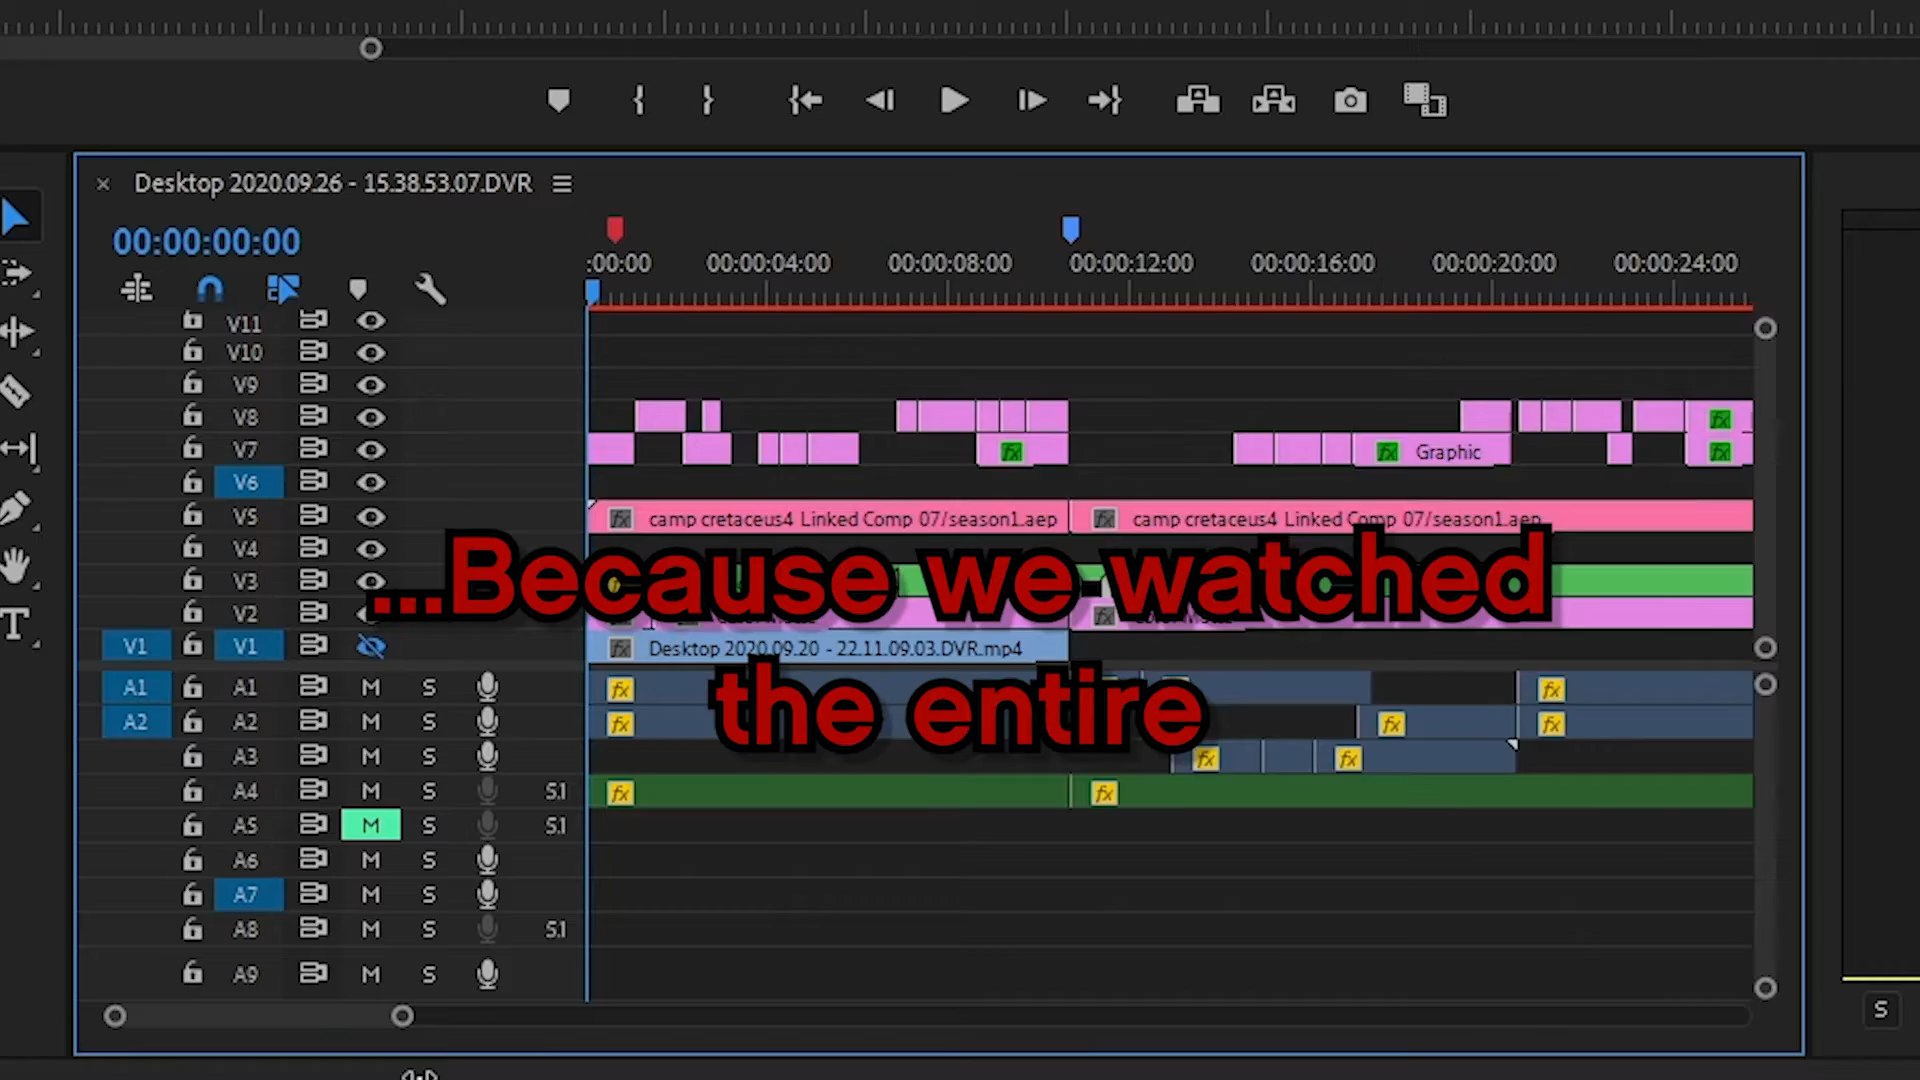 Desktop 2020.09.26 - 15.38.53.07.DVR
00:00:00:00
:00:00 00:00:04:00 00:00:08:00 00:00:12:00 00:00:16:00 00:00:20:00 00:00:24:00
V11
V10
V9
V8
V7 Graphic
V6
V5 camp cretaceus4 Linked Comp 07/season1.aep camp cretaceus4 Linked Comp 07/season1.aep
V4
...Because we watched
V3
V2
V1 V1 Desktop 2020.09.20 - 22.11.09.03.DVR.mp4
A1 A1 M S
the entire
A2 A2 M S
A3 M S
A4 M S 5.1
A5 M S 5.1
A6 M S
A7 M S
A8 M S 5.1
A9 M S
S